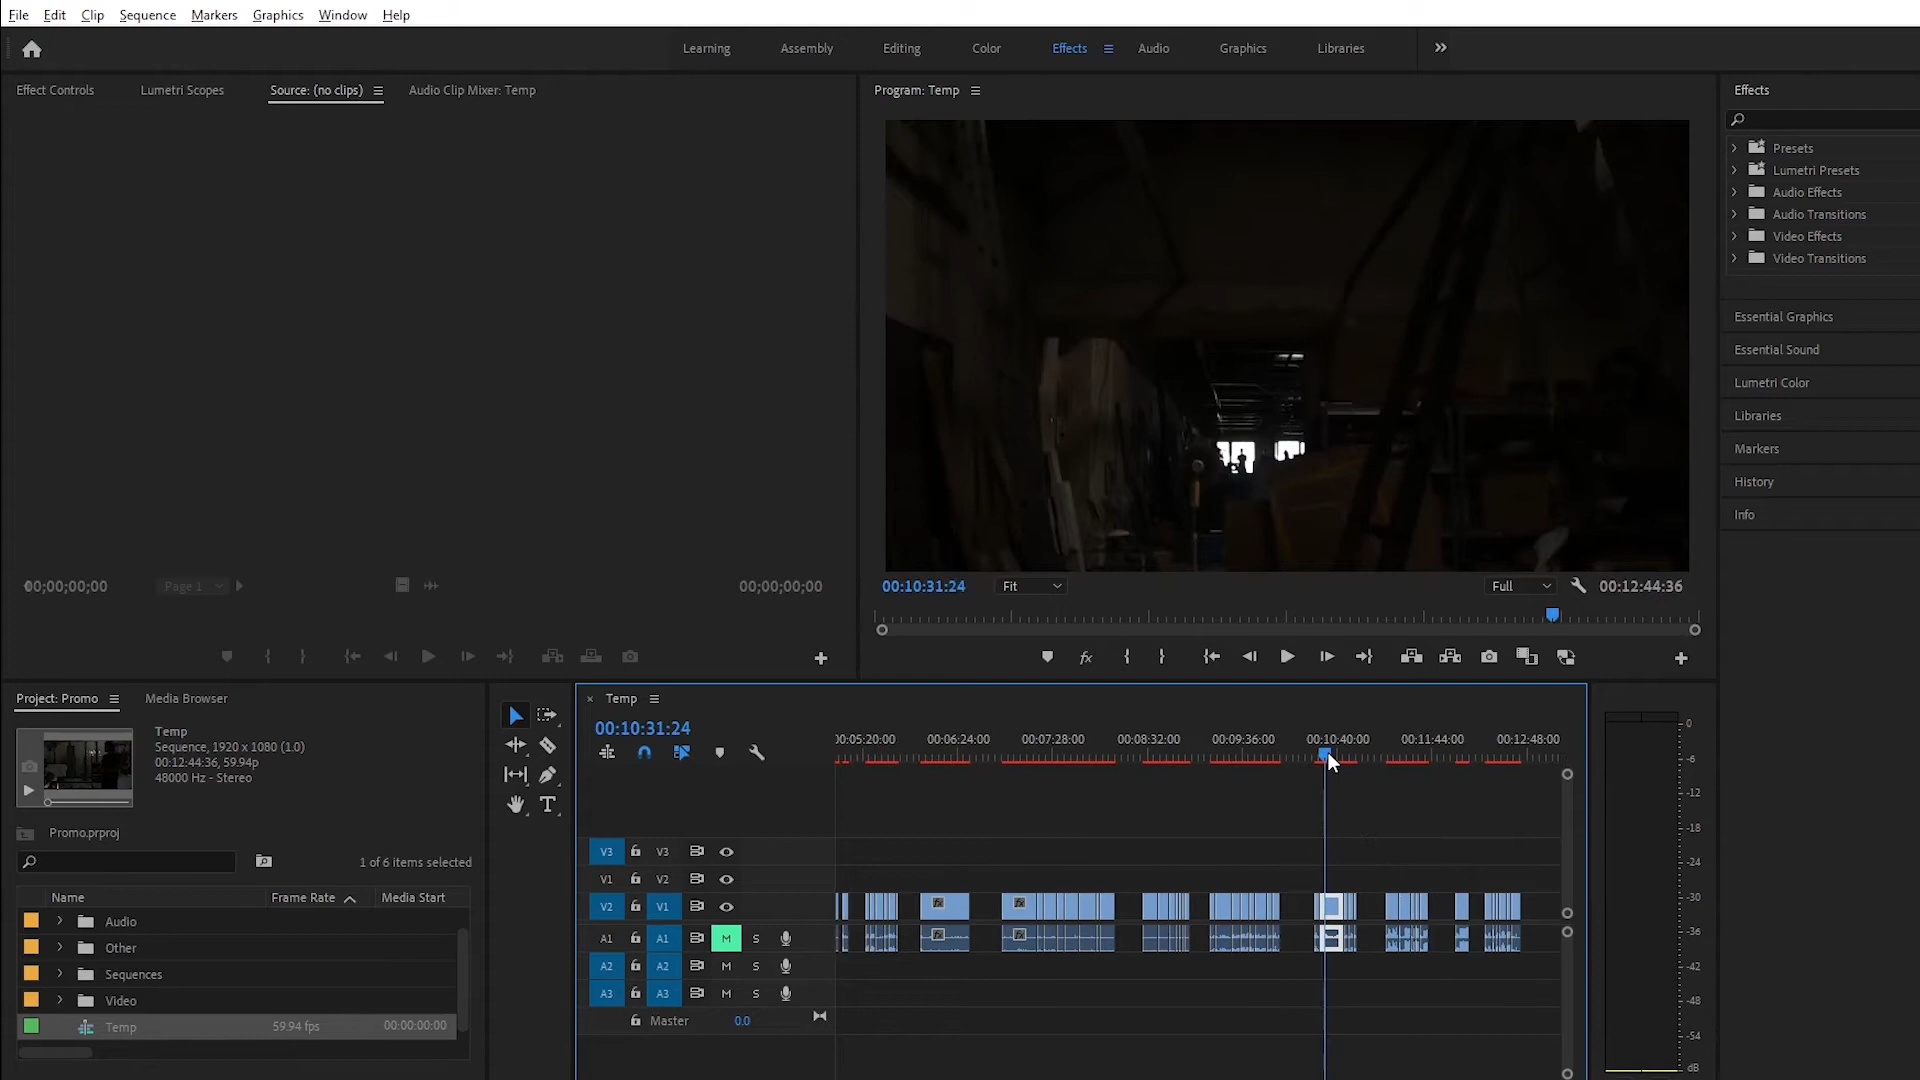 File Edit Clip Sequence Markers Graphics Window Help
Learning Assembly Editing Color Effects Audio Graphics Libraries
Effect Controls Lumetri Scopes Source: (no clips) Audio Clip Mixer: Temp
Program: Temp
Effects
Presets
Lumetri Presets
Audio Effects
Audio Transitions
Video Effects
Video Transitions
Essential Graphics
Essential Sound
Lumetri Color
Libraries
Markers
History
Info
00;00;00;00 Page 1 00;00;00;00
00:10:31:24 Fit Full 00:12:44:36
fx
Project: Promo Media Browser
Temp
Sequence, 1920 x 1080 (1.0)
00:12:44:36, 59.94p
48000 Hz - Stereo
Promo.prproj
1 of 6 items selected
Name Frame Rate Media Start
Audio
Other
Sequences
Video
Temp 59.94 fps 00:00:00:00
T
× Temp
00:10:31:24
00:05:20:00 00:06:24:00 00:07:28:00 00:08:32:00 00:09:36:00 00:10:40:00 00:11:44:00 00:12:48:00
V3 V3
V1 V2
V2 V1 fx fx
A1 A1 M S fx fx
A2 A2 M S
A3 A3 M S
Master 0.0
0
-6
-12
-18
-24
-30
-36
-42
-48
-54
dB